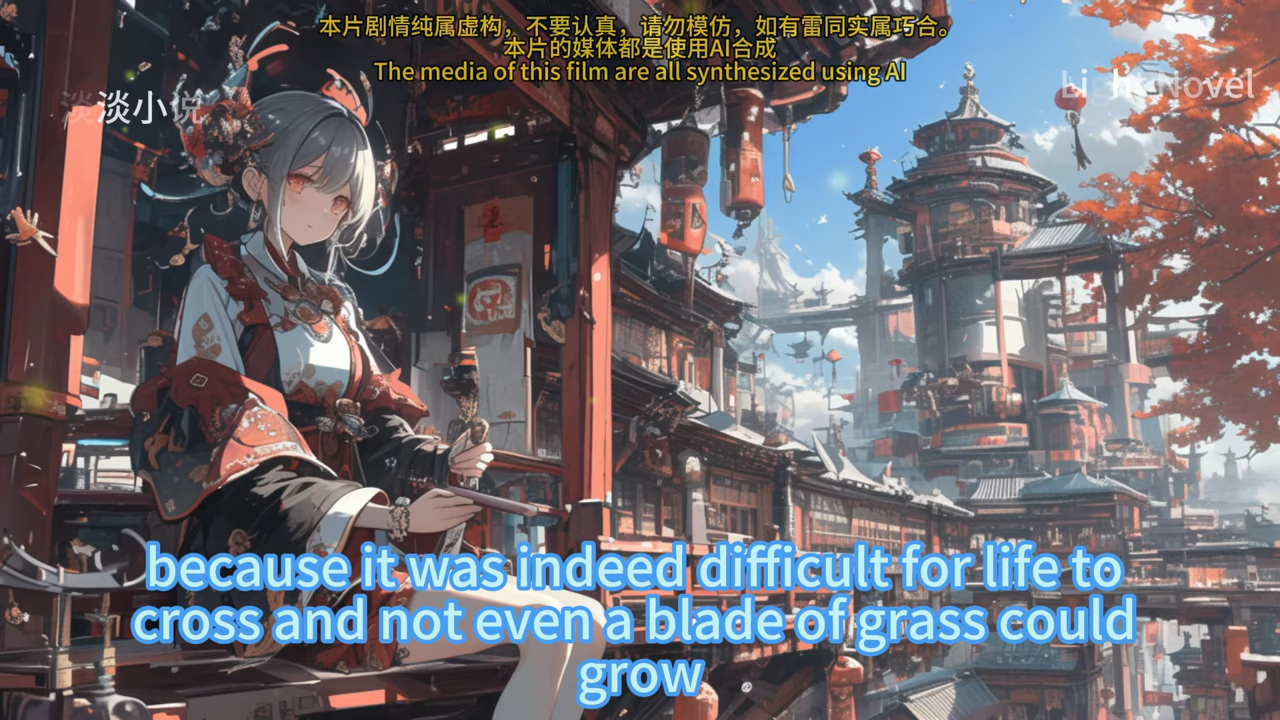 本片剧情纯属虚构，不要认真，请勿模仿，如有雷同实属巧合。
本片的媒体都是使用AI合成
The media of this film are all synthesized using AI
淡淡小说
Light Novel
because it was indeed difficult for life to
cross and not even a blade of grass could
grow